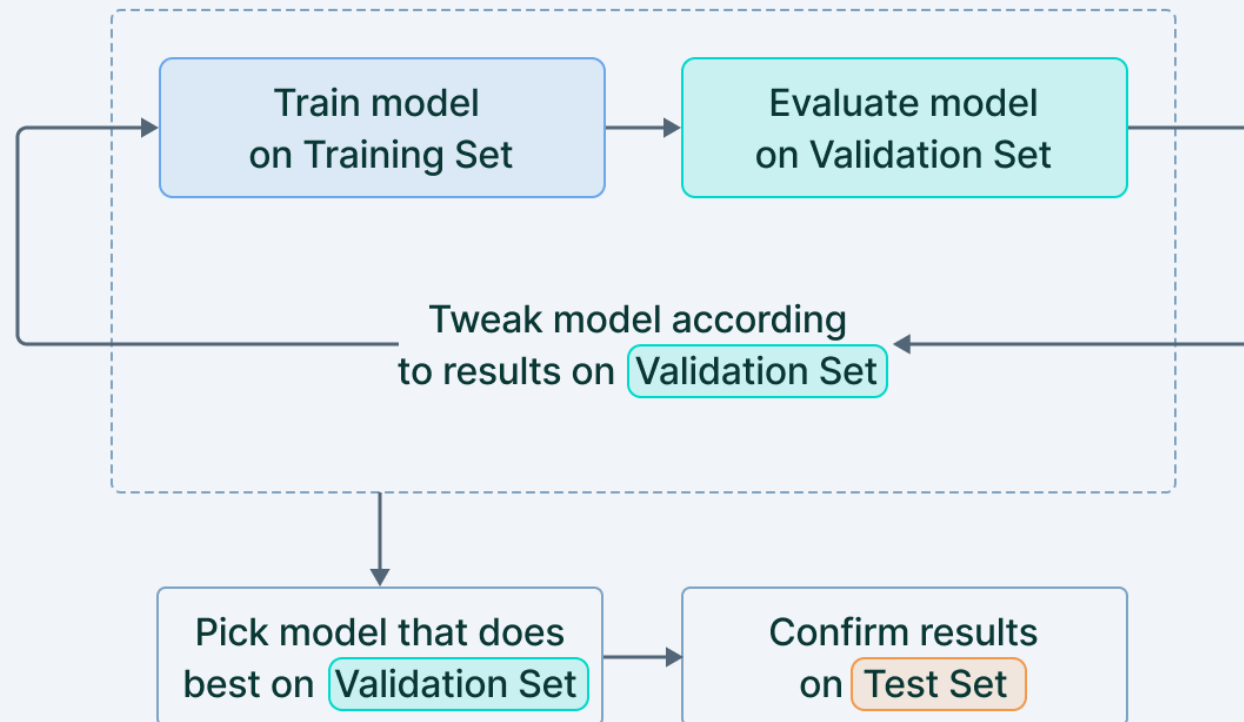 Train model
on Training Set
Evaluate model
on Validation Set
Tweak model according
to results on Validation Set
Pick model that does
best on Validation Set
Confirm results
on Test Set